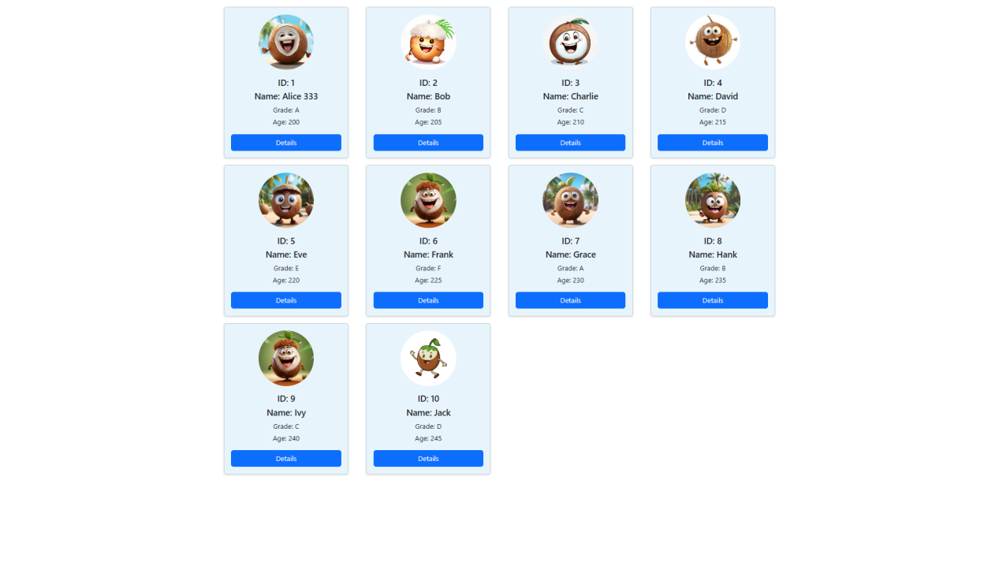 ID: 1
Name: Alice 333
Grade: A
Age: 200
Details
ID: 2
Name: Bob
Grade: B
Age: 205
Details
ID: 3
Name: Charlie
Grade: C
Age: 210
Details
ID: 4
Name: David
Grade: D
Age: 215
Details
ID: 5
Name: Eve
Grade: E
Age: 220
Details
ID: 6
Name: Frank
Grade: F
Age: 225
Details
ID: 7
Name: Grace
Grade: A
Age: 230
Details
ID: 8
Name: Hank
Grade: B
Age: 235
Details
ID: 9
Name: Ivy
Grade: C
Age: 240
Details
ID: 10
Name: Jack
Grade: D
Age: 245
Details